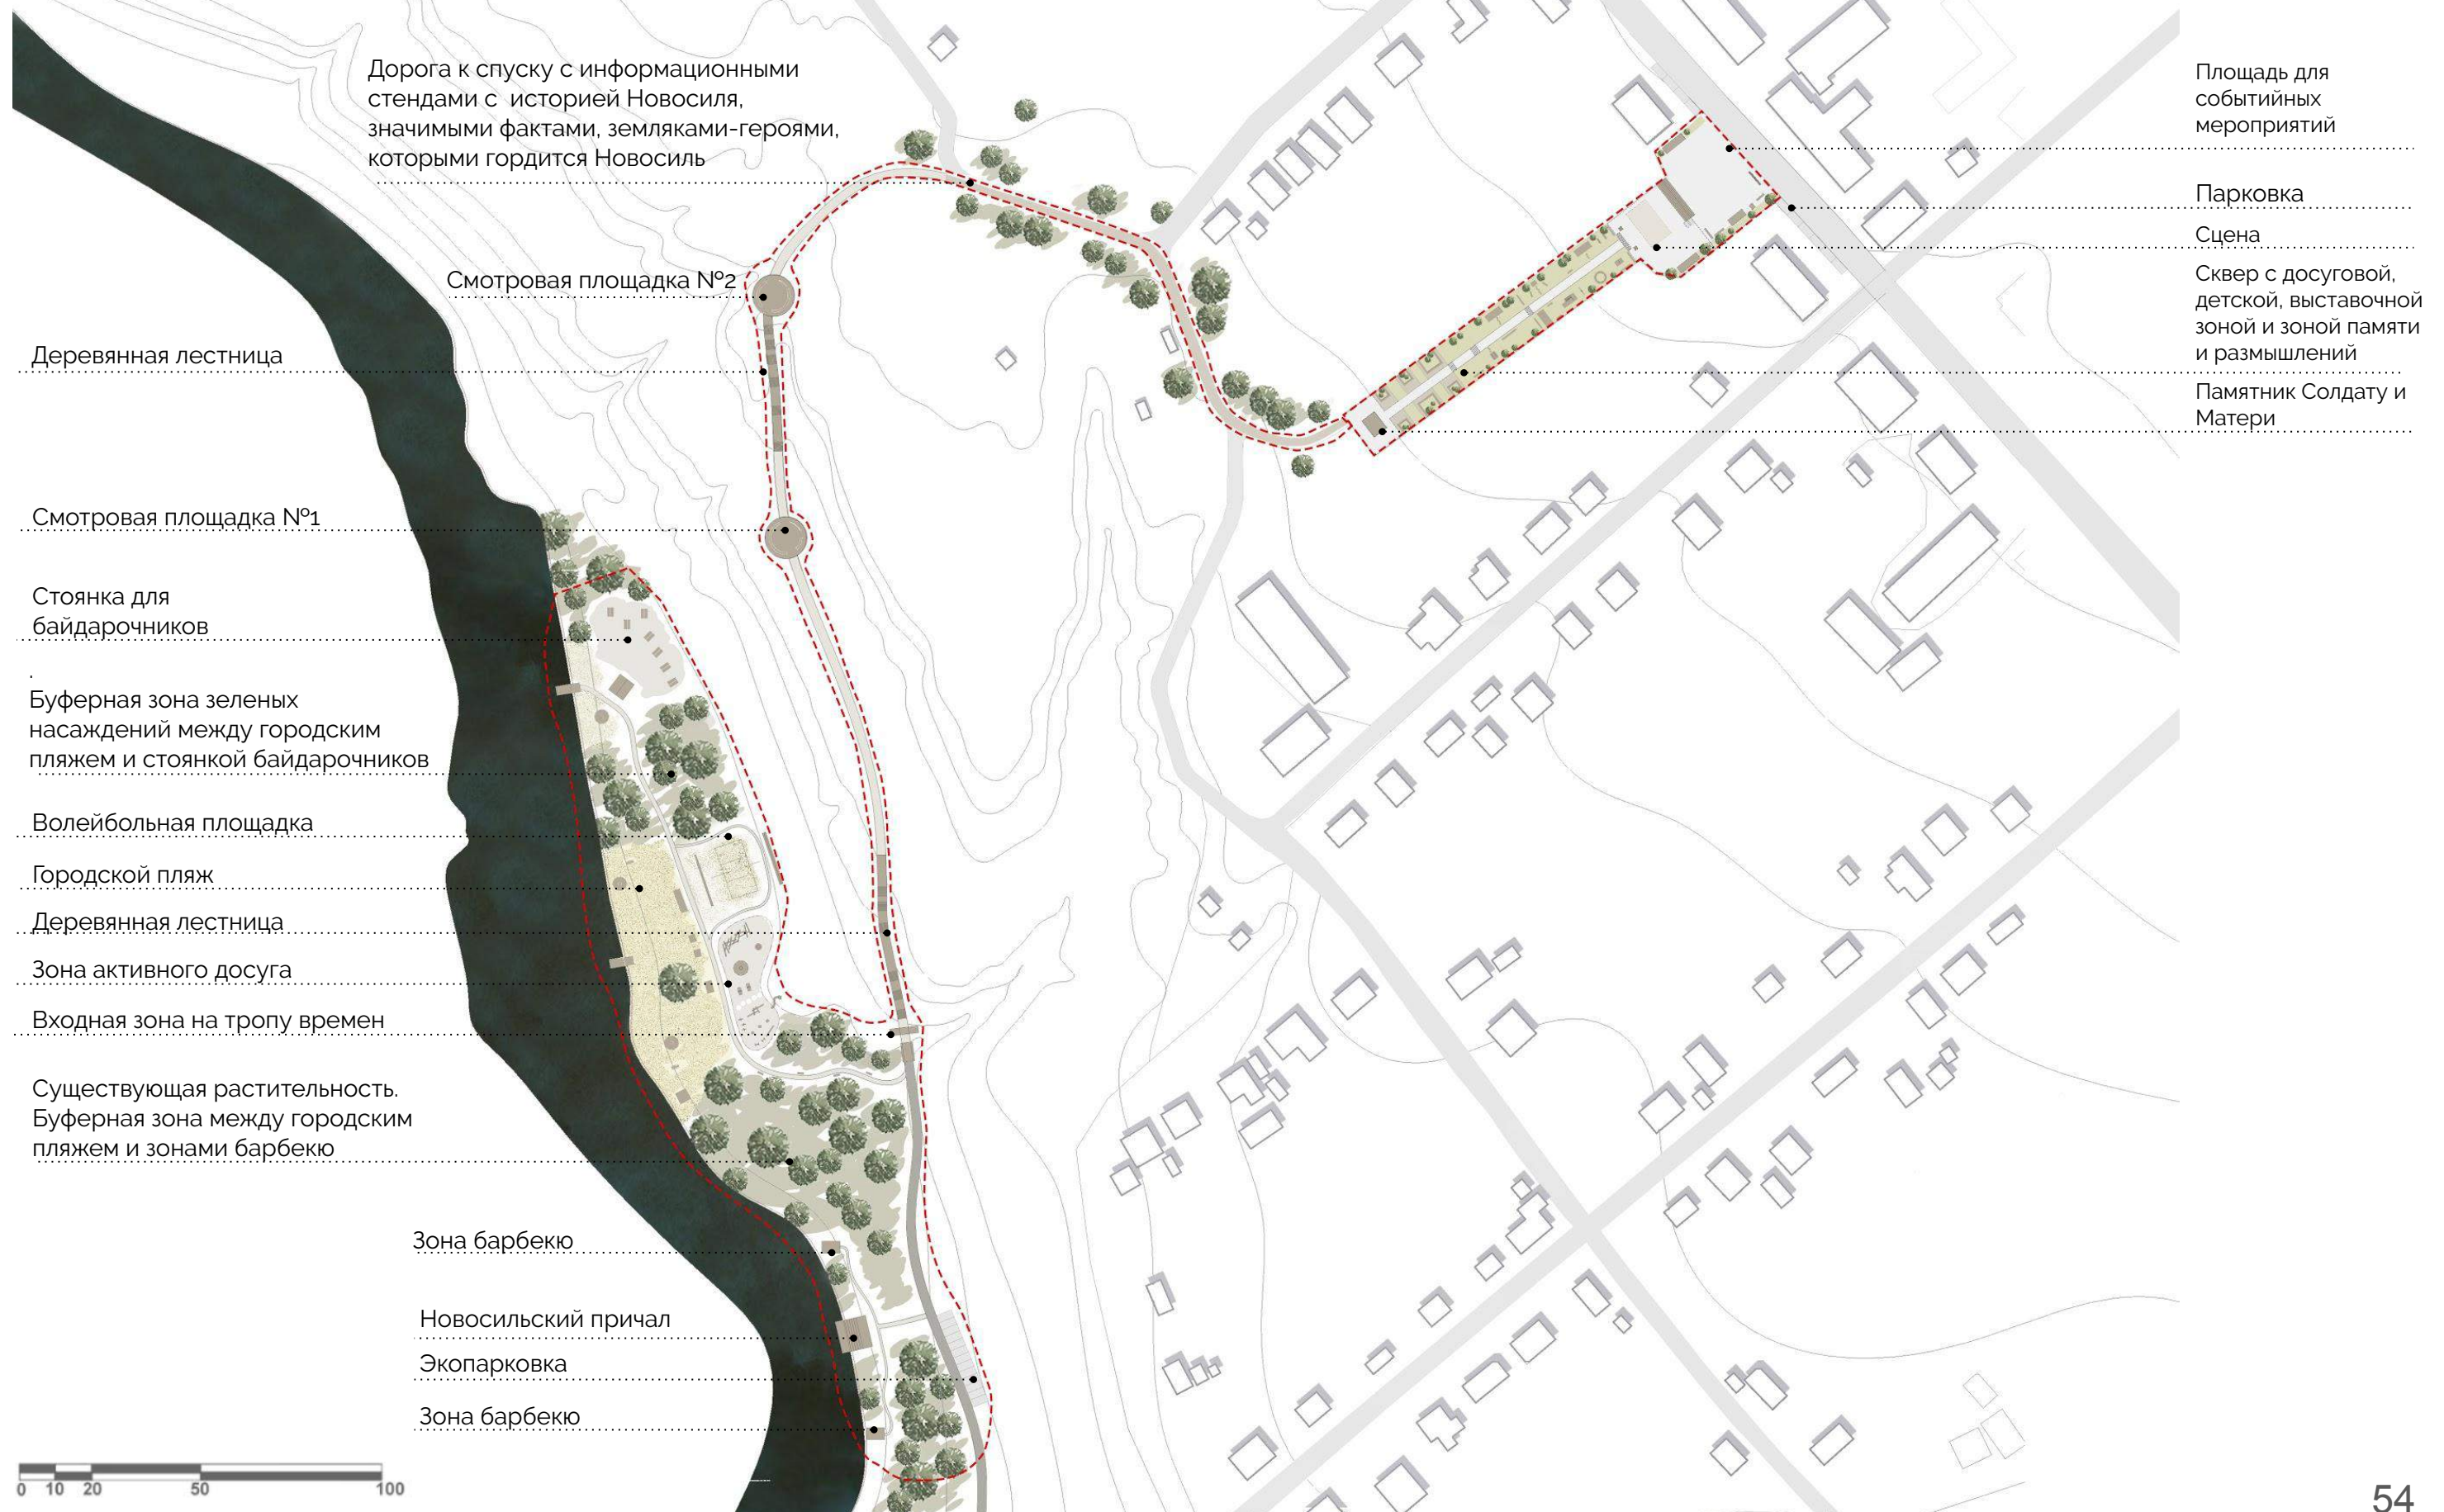 Дорога к спуску с информационными
стендами с историей Новосиля,
значимыми фактами, земляками-героями,
которыми гордится Новосиль
Смотровая площадка №2
Деревянная лестница
Смотровая площадка №1
Стоянка для
байдарочников
.
Буферная зона зеленых
насаждений между городским
пляжем и стоянкой байдарочников
Волейбольная площадка
Городской пляж
Деревянная лестница
Зона активного досуга
Входная зона на тропу времен
Существующая растительность.
Буферная зона между городским
пляжем и зонами барбекю
Зона барбекю
Новосильский причал
Экопарковка
Зона барбекю
0 10 20 50 100
Площадь для
событийных
мероприятий
Парковка
Сцена
Сквер с досуговой,
детской, выставочной
зоной и зоной памяти
и размышлений
Памятник Солдату и
Матери
54